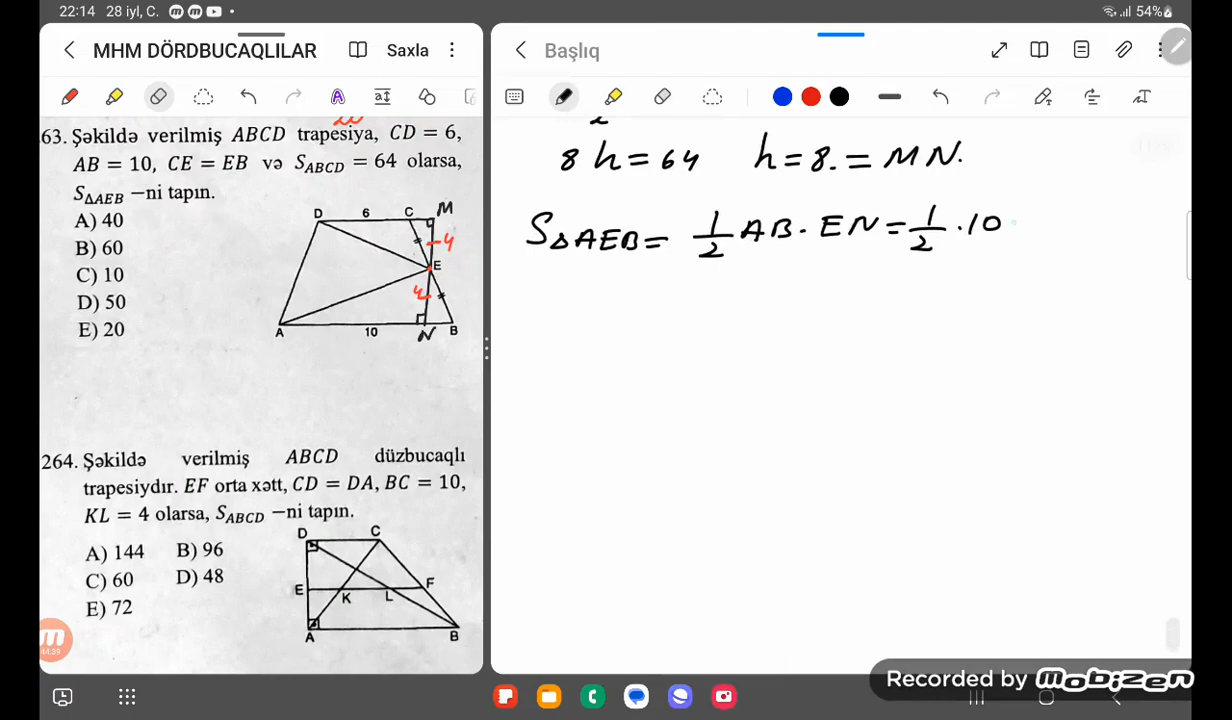 22:14 28 iyl, C. 54%
MHM DÖRDBUCAQLILAR Saxla
Başlıq
63. Şəkildə verilmiş ABCD trapesiya, CD = 6,
AB = 10, CE = EB və S_ABCD = 64 olarsa,
S_ΔAEB –ni tapın.
A) 40
B) 60
C) 10
D) 50
E) 20
D 6 C M
4
E
4
A 10 N B
264. Şəkildə verilmiş ABCD düzbucaqlı
trapesiydır. EF orta xətt, CD = DA, BC = 10,
KL = 4 olarsa, S_ABCD –ni tapın.
A) 144 B) 96
C) 60 D) 48
E) 72
D C
E K L F
A B
44:39
8h = 64 h = 8. = MN.
S_ΔAEB = 1/2 AB · EN = 1/2 · 10
Recorded by mobizen